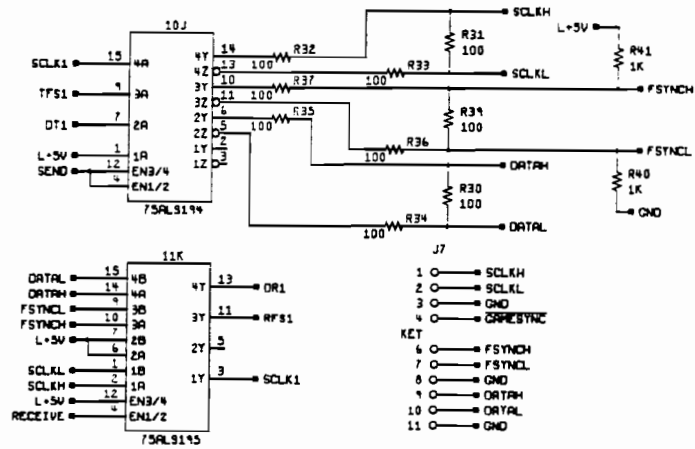 10J
SCLK1 15 4A
TFS1 9 3A
DT1 7 2A
L+5V 1 1A
SEND 12 EN3/4
4 EN1/2
4Y 14
4Z 13
3Y 10
3Z 11
2Y 6
2Z 5
1Y 2
1Z 3
75ALS194
R32 100
R33 100
R37 100
R35 100
R36 100
R34 100
SCLKH
R31 100
SCLKL
L+5V
R41 1K
FSYNCH
R39 100
FSYNCL
DATAH
R40 1K
R30 100
GND
DATAL
11K
DATAL 15 4B
DATAH 14 4A
FSYNCL 9 3B
FSYNCH 10 3A
L+5V 7 2B
6 2A
SCLKL 1 1B
SCLKH 2 1A
L+5V 12 EN3/4
RECEIVE 4 EN1/2
4Y 13 DR1
3Y 11 RFS1
2Y 5
1Y 3 SCLK1
75ALS195
J7
1 SCLKH
2 SCLKL
3 GND
4 GAMESYNC
KEY
6 FSYNCH
7 FSYNCL
8 GND
9 DATAH
10 DATAL
11 GND